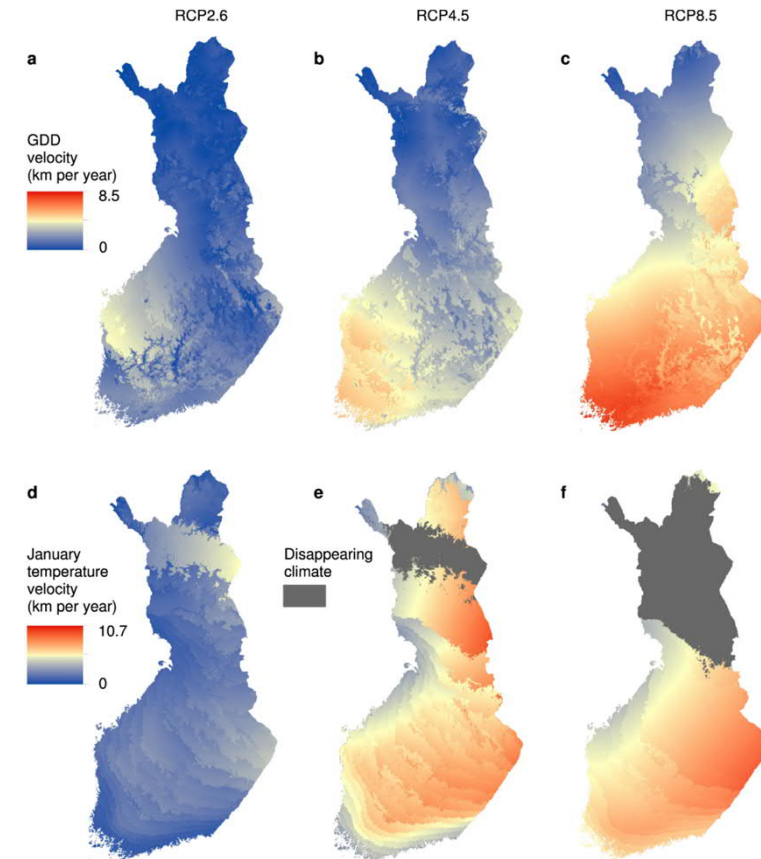 RCP2.6
RCP4.5
RCP8.5
a
b
c
GDD
velocity
(km per year)
8.5
0
d
e
f
January
temperature
velocity
(km per year)
10.7
0
Disappearing
climate